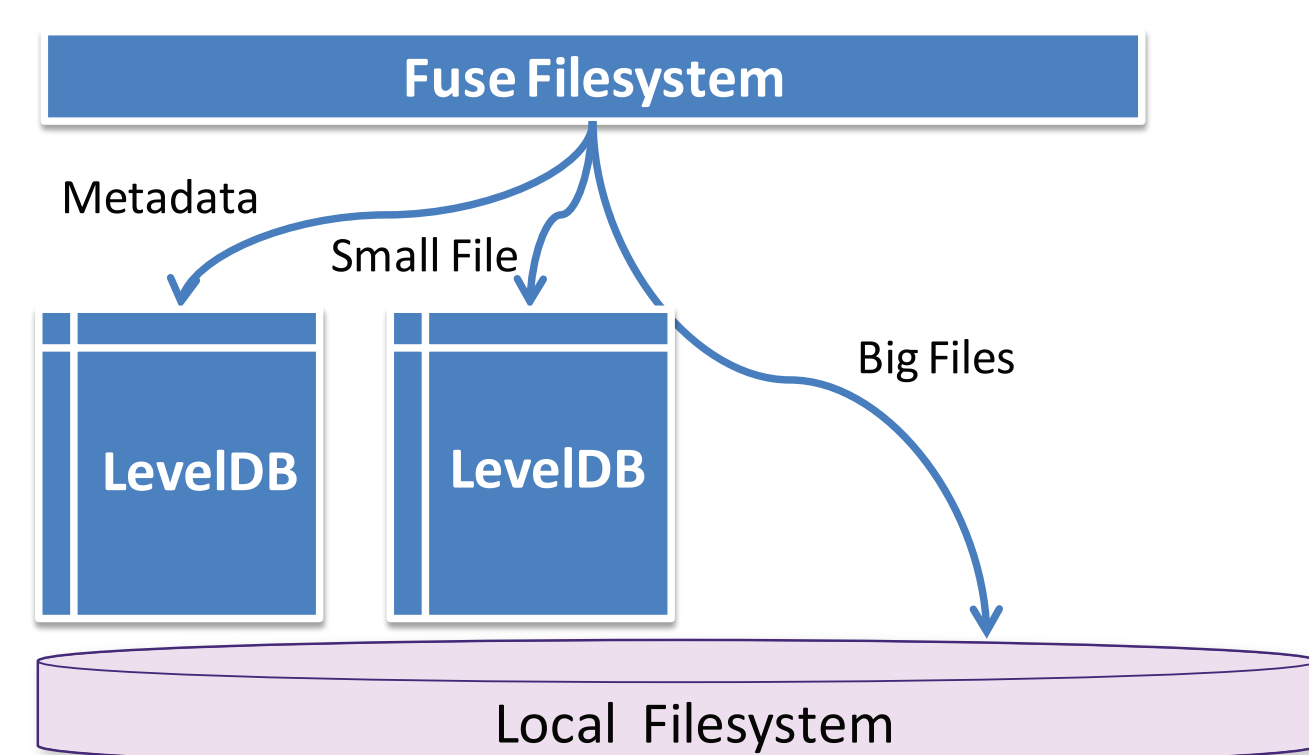 Fuse Filesystem
Metadata
Small File
Big Files
LevelDB
LevelDB
Local Filesystem